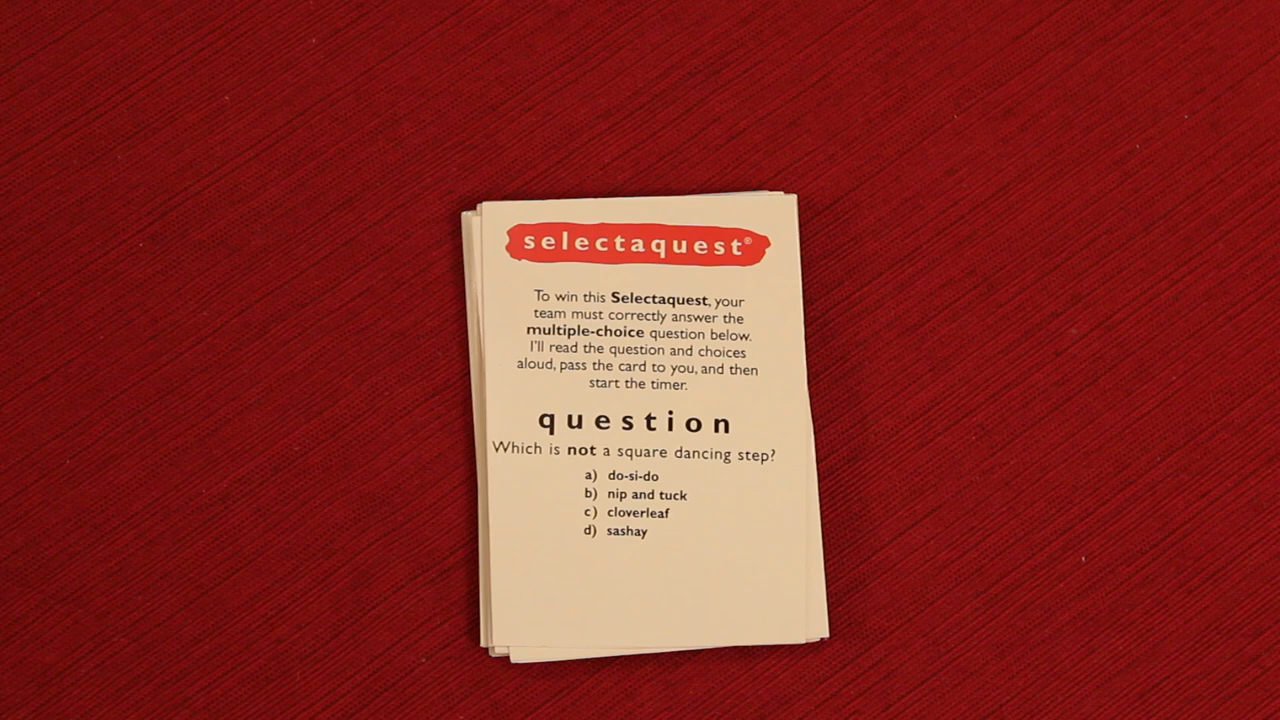 selectaquest®
To win this Selectaquest, your
team must correctly answer the
multiple-choice question below.
I'll read the question and choices
aloud, pass the card to you, and then
start the timer.
question
Which is not a square dancing step?
a) do-si-do
b) nip and tuck
c) cloverleaf
d) sashay